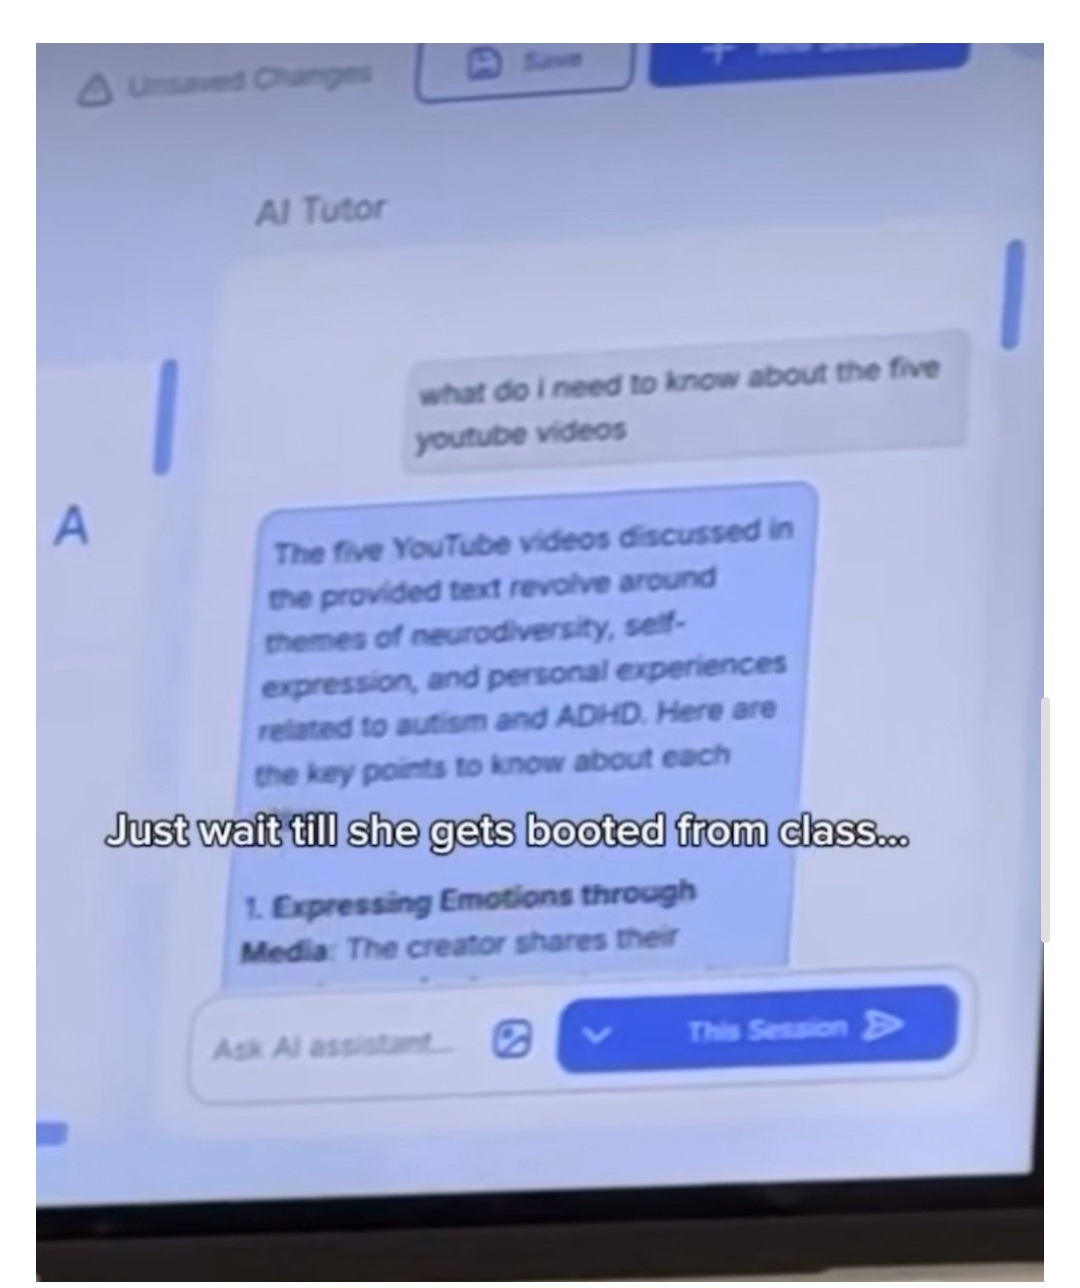 Unsaved Changes
Save
New Session
AI Tutor
what do i need to know about the five
youtube videos
A
The five YouTube videos discussed in
the provided text revolve around
themes of neurodiversity, self-
expression, and personal experiences
related to autism and ADHD. Here are
the key points to know about each
Just wait till she gets booted from class...
1. Expressing Emotions through
Media: The creator shares their
Ask AI assistant...
This Session